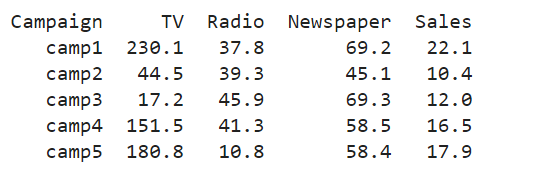 Campaign TV Radio Newspaper Sales
camp1 230.1 37.8 69.2 22.1
camp2 44.5 39.3 45.1 10.4
camp3 17.2 45.9 69.3 12.0
camp4 151.5 41.3 58.5 16.5
camp5 180.8 10.8 58.4 17.9